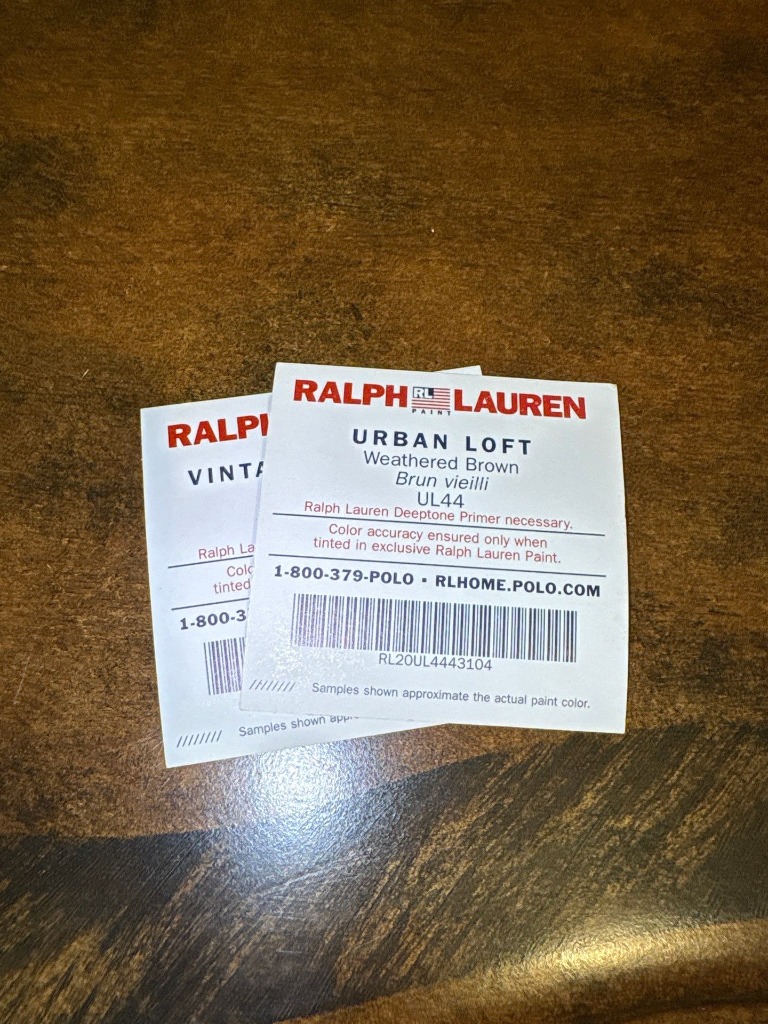 RALPH RL LAUREN
PAINT
URBAN LOFT
Weathered Brown
Brun vieilli
UL44
Ralph Lauren Deeptone Primer necessary.
Color accuracy ensured only when
tinted in exclusive Ralph Lauren Paint.
1-800-379-POLO ▪ RLHOME.POLO.COM
RL20UL4443104
//////// Samples shown approximate the actual paint color.
RALPH
VINTA
Ralph La
Colo
tinted
1-800-3
//////// Samples shown appr